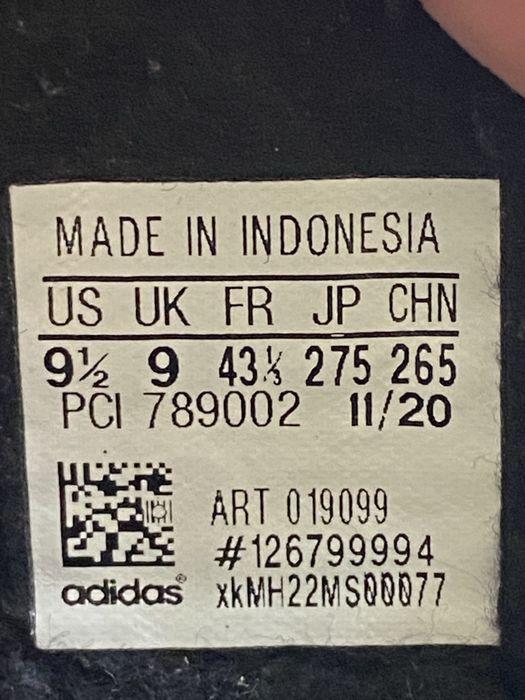 MADE IN INDONESIA
US UK FR JP CHN
9½ 9 43⅓ 275 265
PCI 789002 11/20
ART 019099
#126799994
adidas® xkMH22MS00077